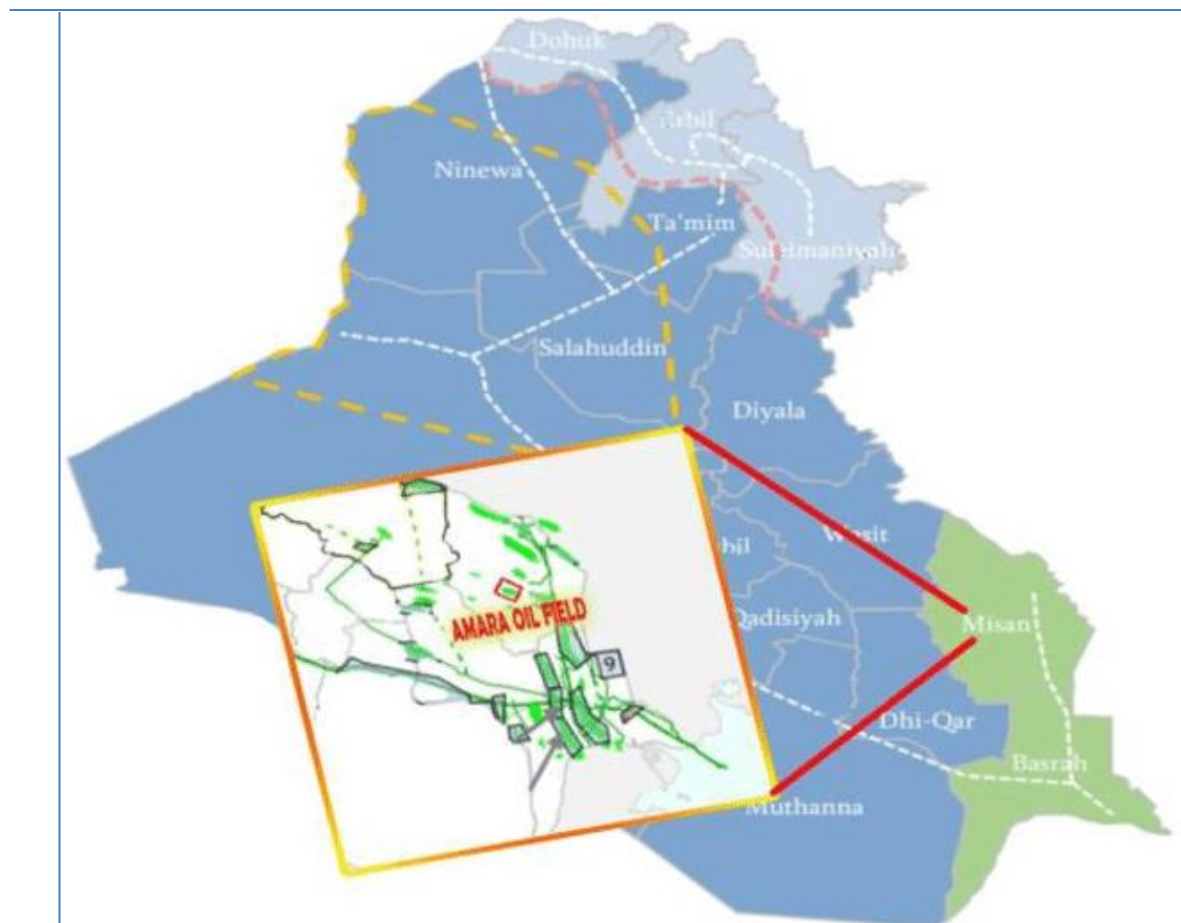 Dohuk
Arbil
Ninewa
Ta'mim
Suleimaniyah
Salahuddin
Diyala
Wasit
AMARA OIL FIELD
9
Qadisiyah
Misan
Dhi-Qar
Basrah
Muthanna